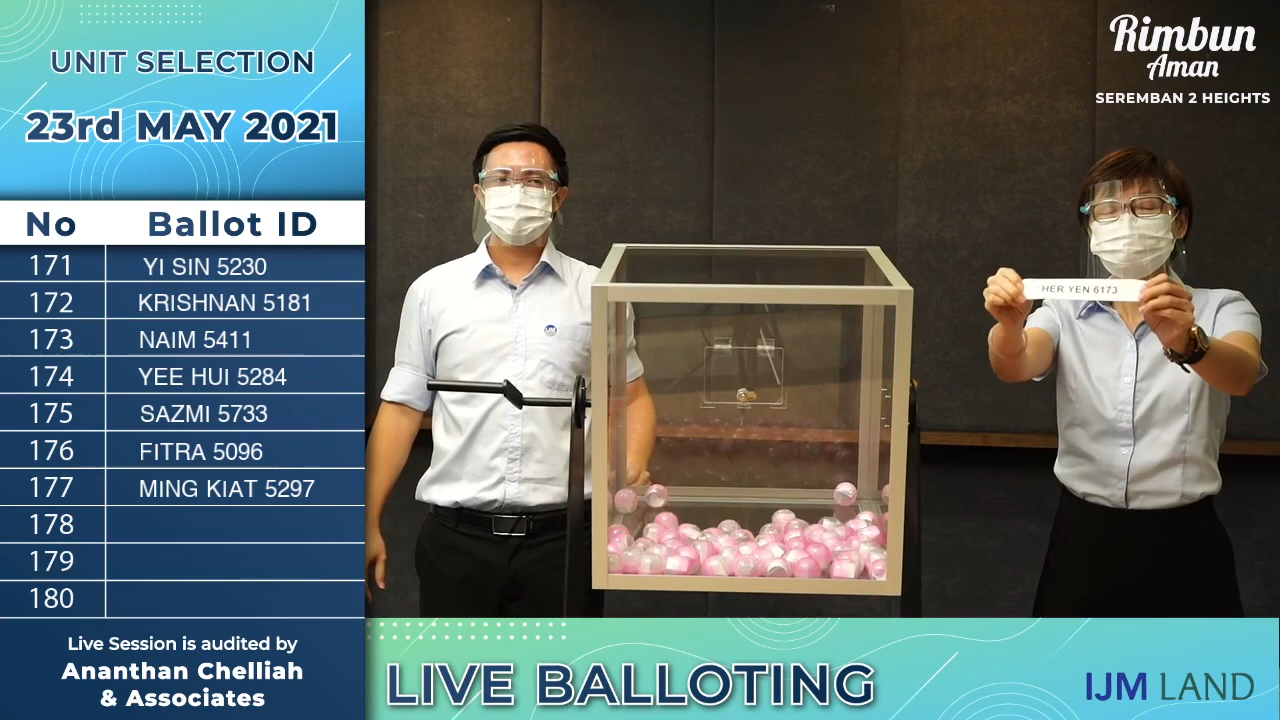 UNIT SELECTION
23rd MAY 2021
No Ballot ID
171 YI SIN 5230
172 KRISHNAN 5181
173 NAIM 5411
174 YEE HUI 5284
175 SAZMI 5733
176 FITRA 5096
177 MING KIAT 5297
178
179
180
Live Session is audited by
Ananthan Chelliah
& Associates
Rimbun
Aman
SEREMBAN 2 HEIGHTS
IJM
HER YEN 6173
LIVE BALLOTING
IJM LAND